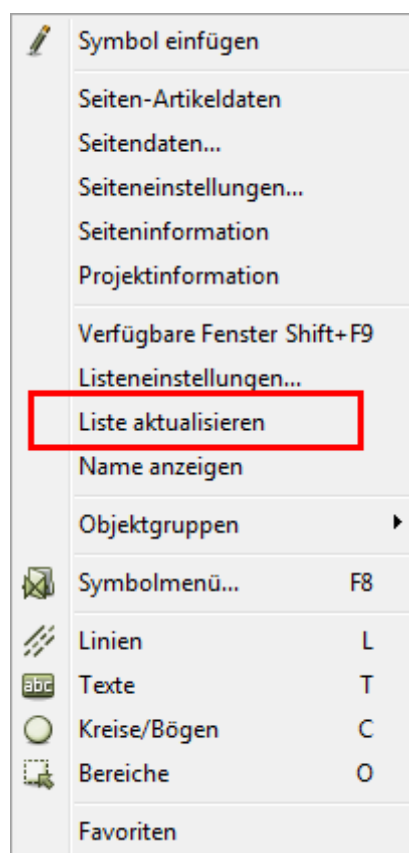 Symbol einfügen
Seiten-Artikeldaten
Seitendaten...
Seiteneinstellungen...
Seiteninformation
Projektinformation
Verfügbare Fenster Shift+F9
Listeneinstellungen...
Liste aktualisieren
Name anzeigen
Objektgruppen
Symbolmenü... F8
Linien L
abc Texte T
Kreise/Bögen C
Bereiche O
Favoriten